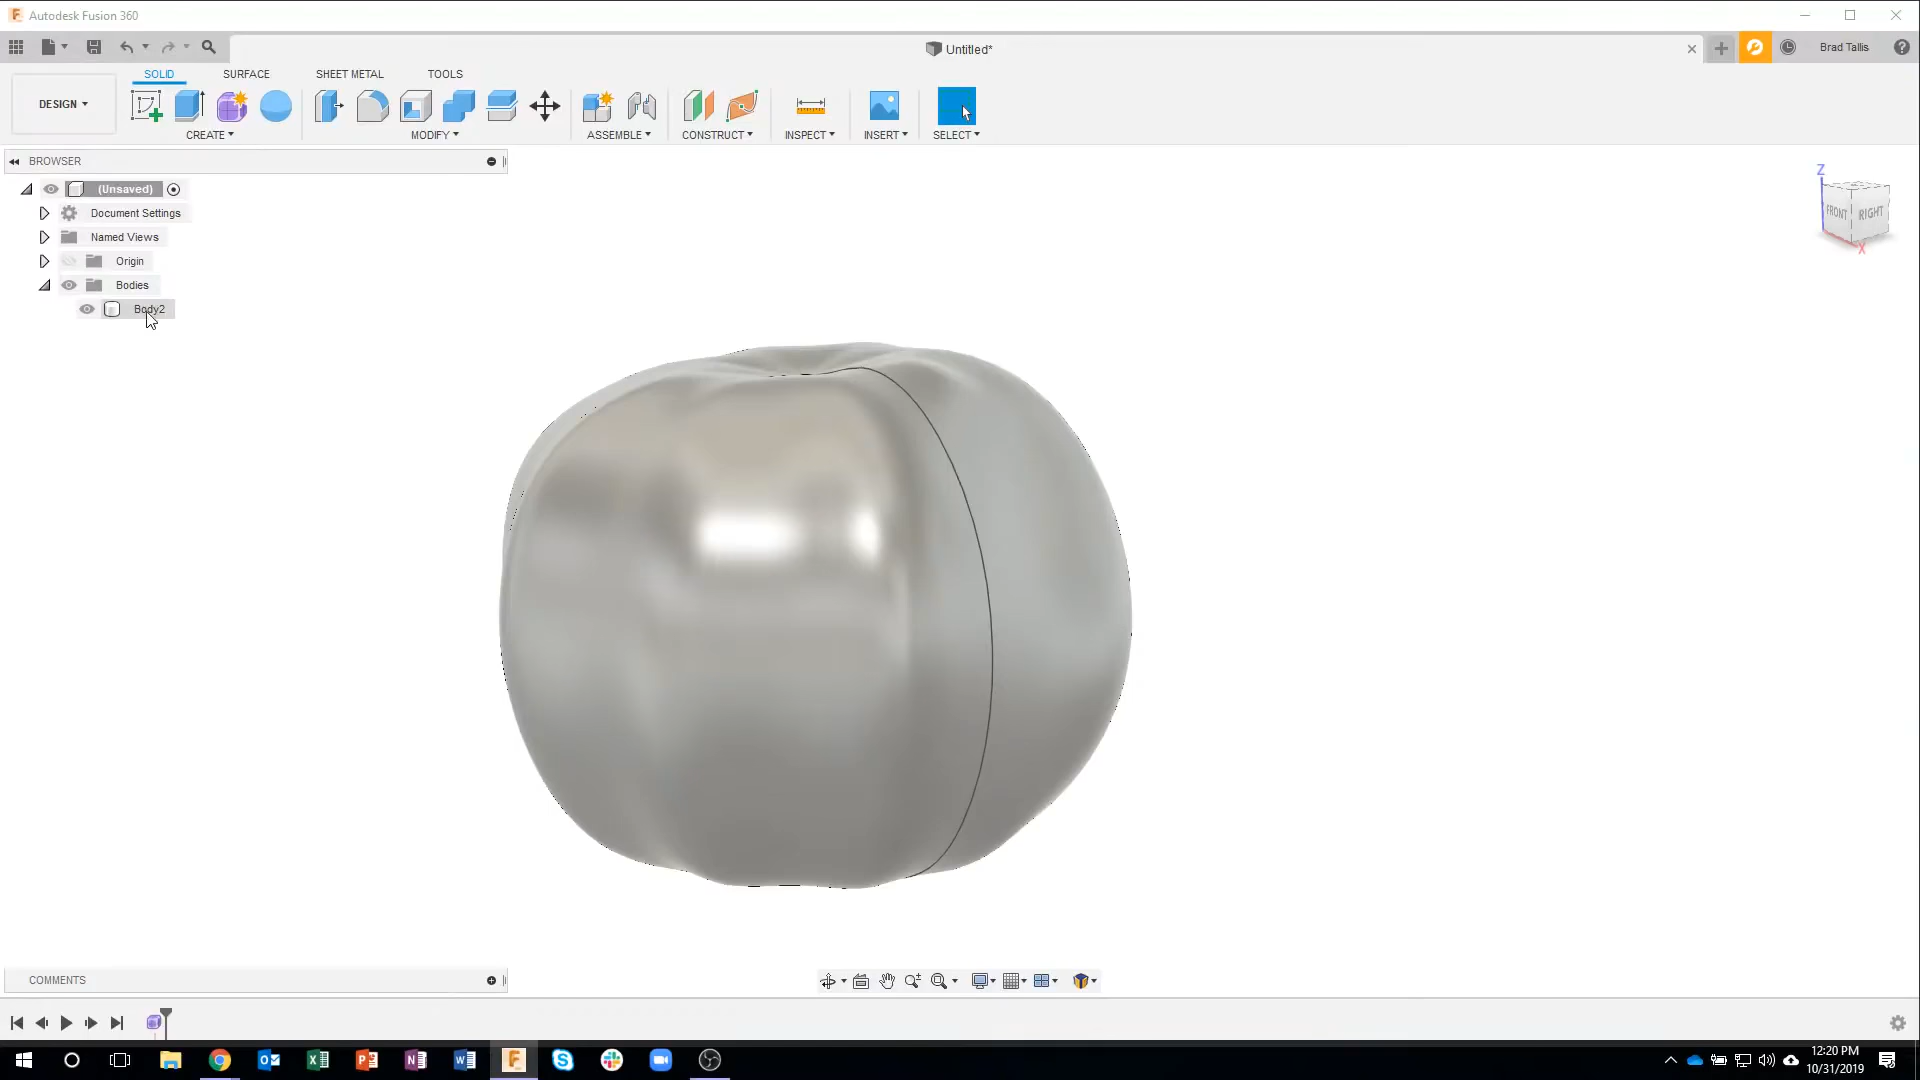 Autodesk Fusion 360
Untitled*
Brad Tallis
SOLID
SURFACE
SHEET METAL
TOOLS
DESIGN
CREATE
MODIFY
ASSEMBLE
CONSTRUCT
INSPECT
INSERT
SELECT
BROWSER
(Unsaved)
Document Settings
Named Views
Origin
Bodies
Body2
Z
FRONT
RIGHT
X
COMMENTS
12:20 PM
10/31/2019